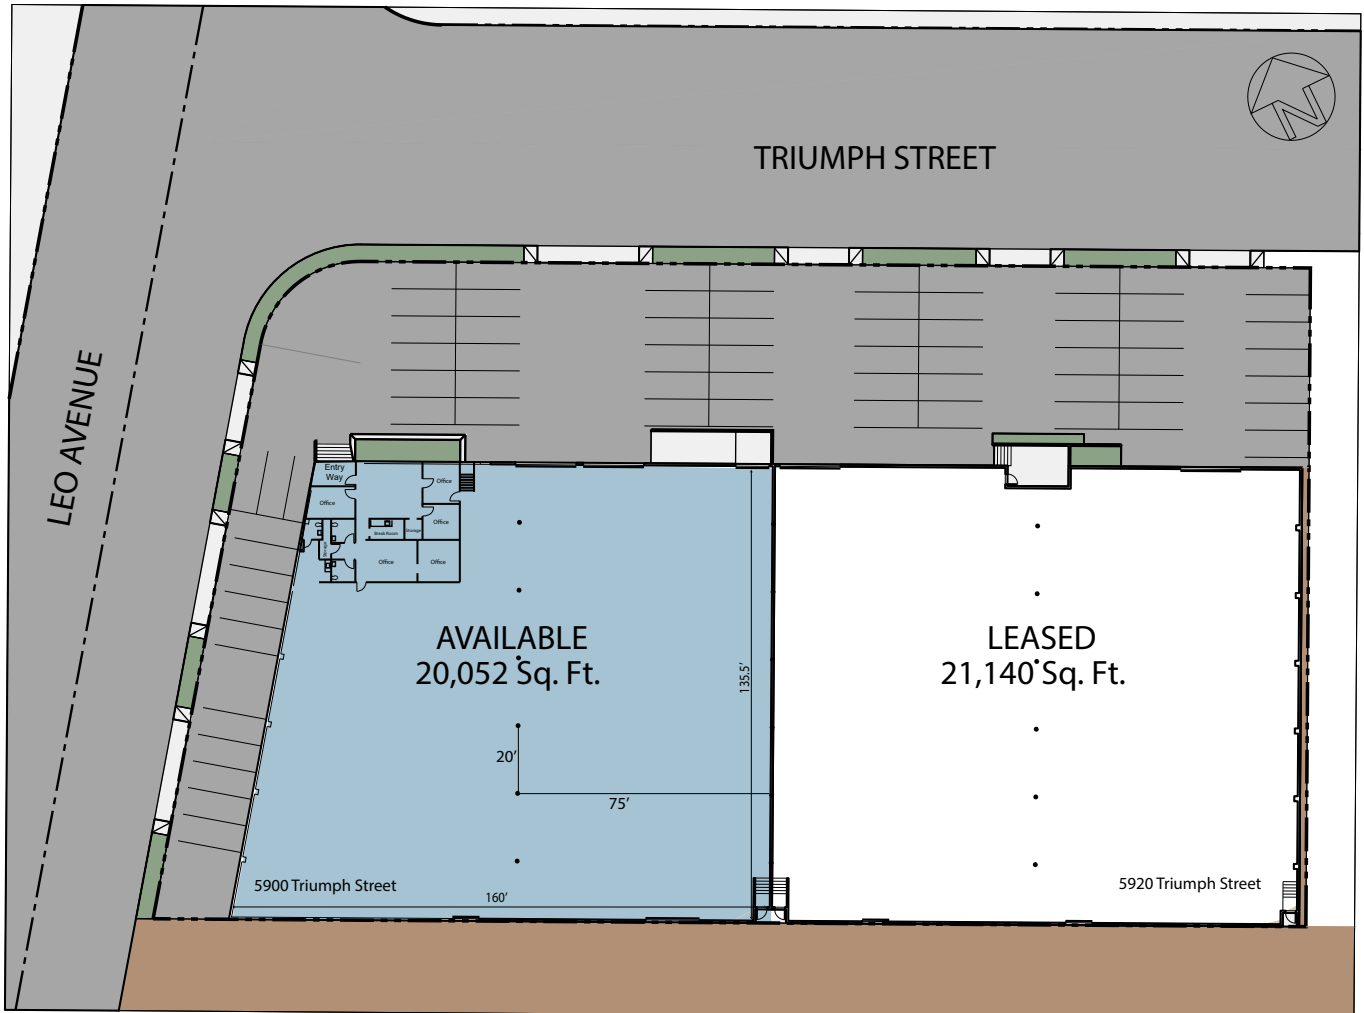 N
TRIUMPH STREET
LEO AVENUE
Entry
Way
Office
Office
Office
Break Room
Storage
Storage
Office
Office
AVAILABLE
20,052 Sq. Ft.
135.5'
LEASED
21,140 Sq. Ft.
20'
75'
5900 Triumph Street
160'
5920 Triumph Street